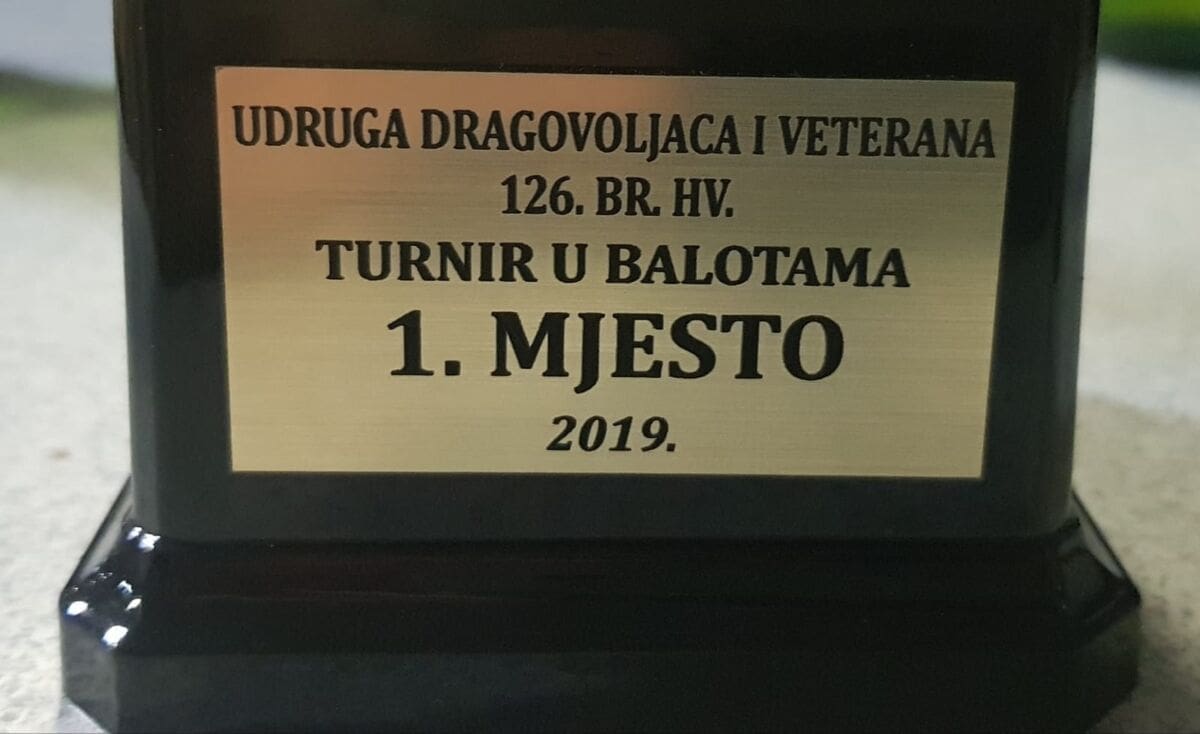 UDRUGA DRAGOVOLJACA I VETERANA
126. BR. HV.
TURNIR U BALOTAMA
1. MJESTO
2019.